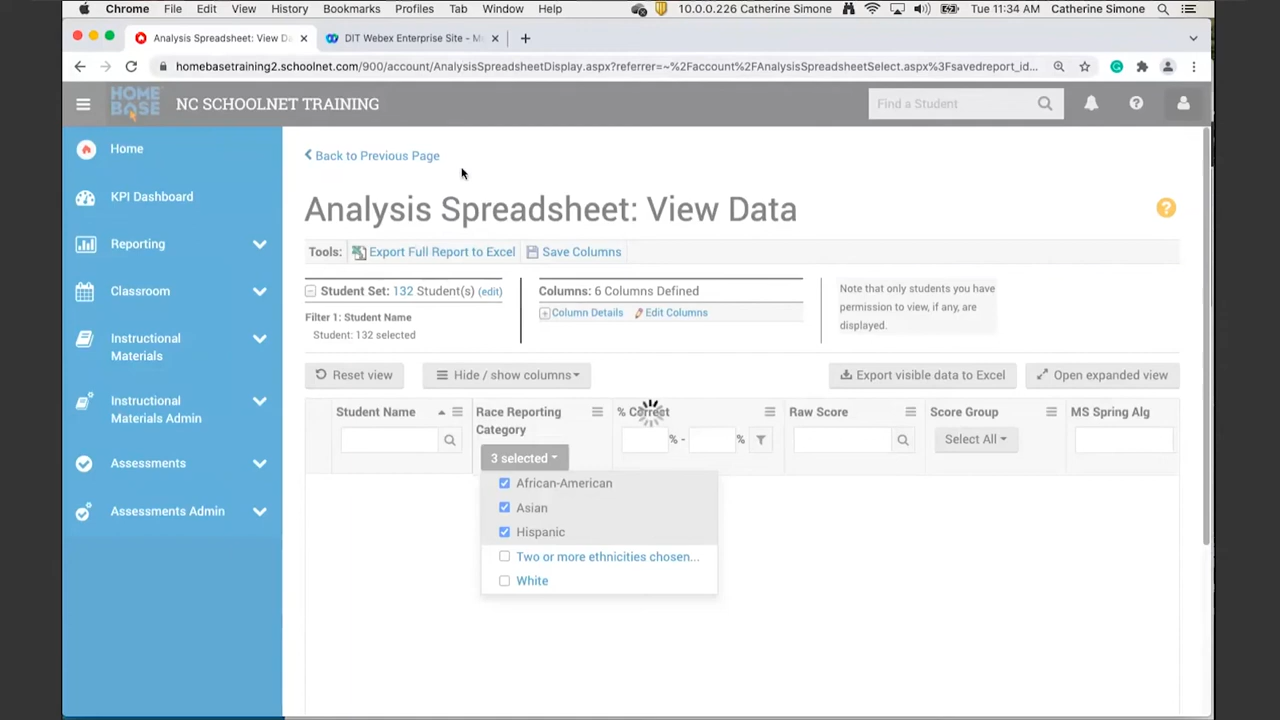 Chrome File Edit View History Bookmarks Profiles Tab Window Help 10.0.0.226 Catherine Simone Tue 11:34 AM Catherine Simone
Analysis Spreadsheet: View Da
DIT Webex Enterprise Site - M
homebasetraining2.schoolnet.com/900/account/AnalysisSpreadsheetDisplay.aspx?referrer=~%2Faccount%2FAnalysisSpreadsheetSelect.aspx%3Fsavedreport_id...
HOME BASE
NC SCHOOLNET TRAINING
Find a Student
Home
KPI Dashboard
Reporting
Classroom
Instructional
Materials
Instructional
Materials Admin
Assessments
Assessments Admin
Back to Previous Page
Analysis Spreadsheet: View Data
Tools: Export Full Report to Excel Save Columns
Student Set: 132 Student(s) (edit)
Filter 1: Student Name
Student: 132 selected
Columns: 6 Columns Defined
Column Details Edit Columns
Note that only students you have
permission to view, if any, are
displayed.
Reset view
Hide / show columns
Export visible data to Excel
Open expanded view
Student Name
Race Reporting
Category
3 selected
% Correct
% - %
Raw Score
Score Group
Select All
MS Spring Alg
African-American
Asian
Hispanic
Two or more ethnicities chosen...
White